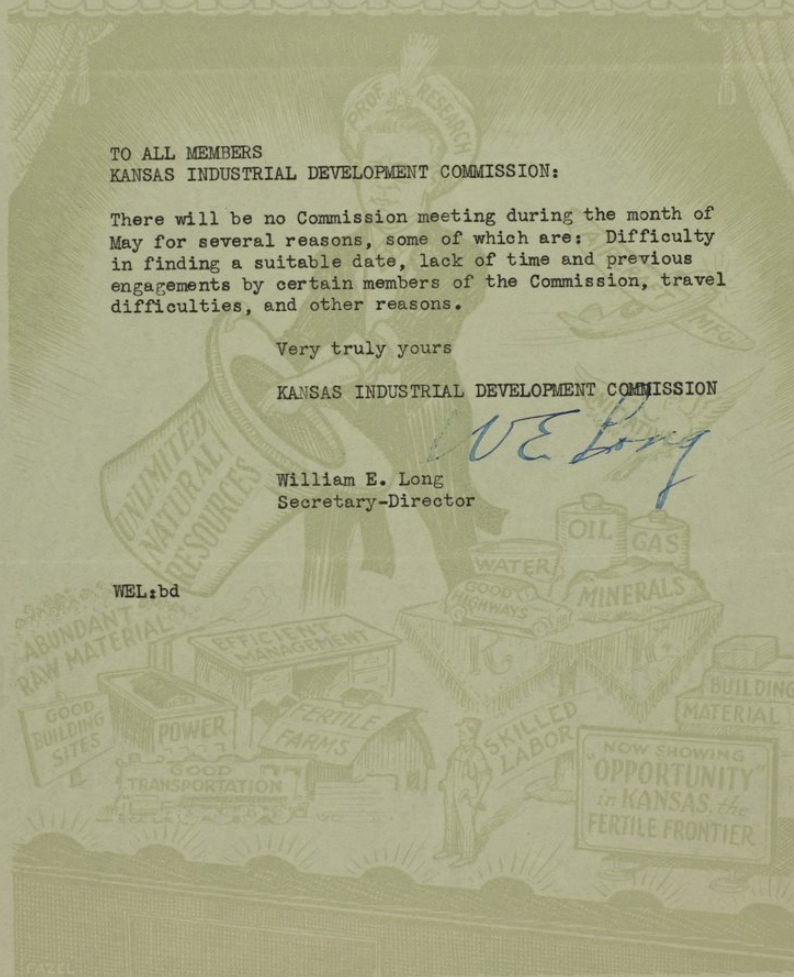 PROF. RESEARCH
TO ALL MEMBERS
KANSAS INDUSTRIAL DEVELOPMENT COMMISSION:
There will be no Commission meeting during the month of
May for several reasons, some of which are: Difficulty
in finding a suitable date, lack of time and previous
engagements by certain members of the Commission, travel
difficulties, and other reasons.
MFG
Very truly yours
KANSAS INDUSTRIAL DEVELOPMENT COMMISSION
W E Long
William E. Long
Secretary-Director
UNLIMITED
NATURAL
RESOURCES
OIL
GAS
WATER
GOOD
HIGHWAYS
MINERALS
WEL:bd
ABUNDANT
RAW MATERIAL
EFFICIENT
MANAGEMENT
K
K
BUILDING
MATERIAL
GOOD
BUILDING
SITES
POWER
FERTILE
FARMS
SKILLED
LABOR
GOOD
TRANSPORTATION
NOW SHOWING
"OPPORTUNITY"
in KANSAS, the
FERTILE FRONTIER
FAZEL